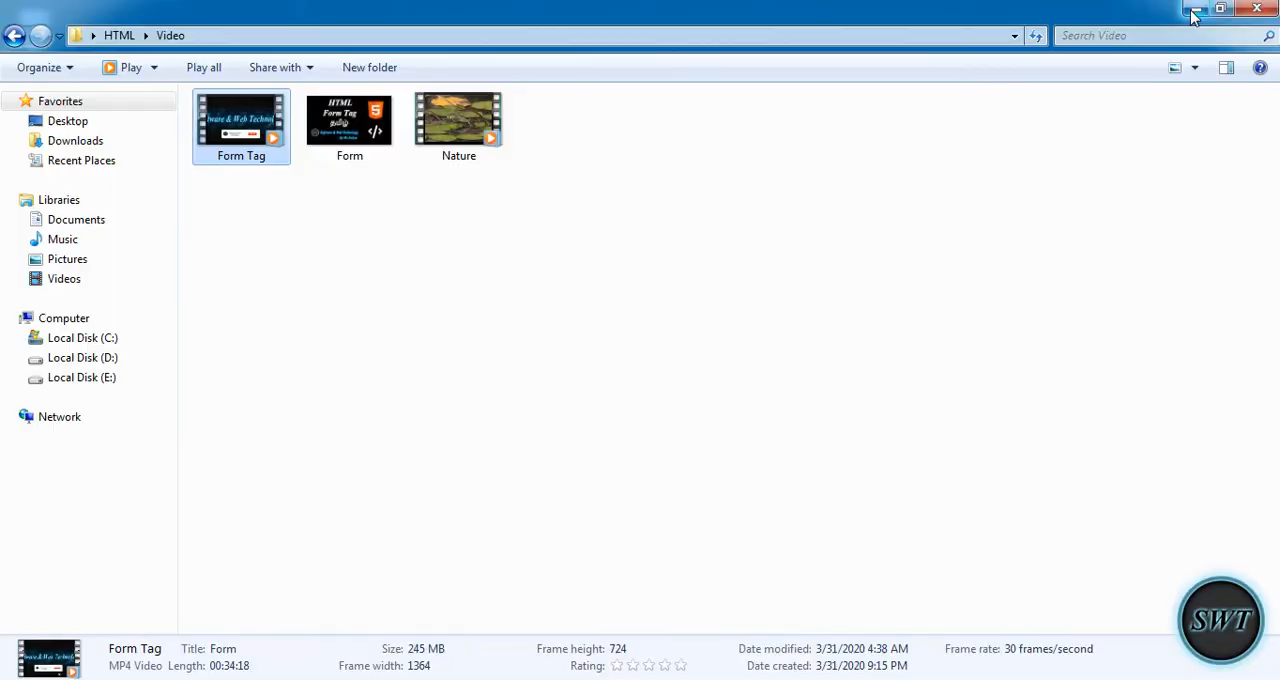 HTML Video
Search Video
Organize Play Play all Share with New folder
Favorites
Desktop
Downloads
Recent Places
Libraries
Documents
Music
Pictures
Videos
Computer
Local Disk (C:)
Local Disk (D:)
Local Disk (E:)
Network
ware & Web Technol
Form Tag
HTML
Form Tag
தமிழ்
5
</>
Form
Nature
Form Tag Title: Form Size: 245 MB Frame height: 724 Date modified: 3/31/2020 4:38 AM Frame rate: 30 frames/second
MP4 Video Length: 00:34:18 Frame width: 1364 Rating: Date created: 3/31/2020 9:15 PM
SWT